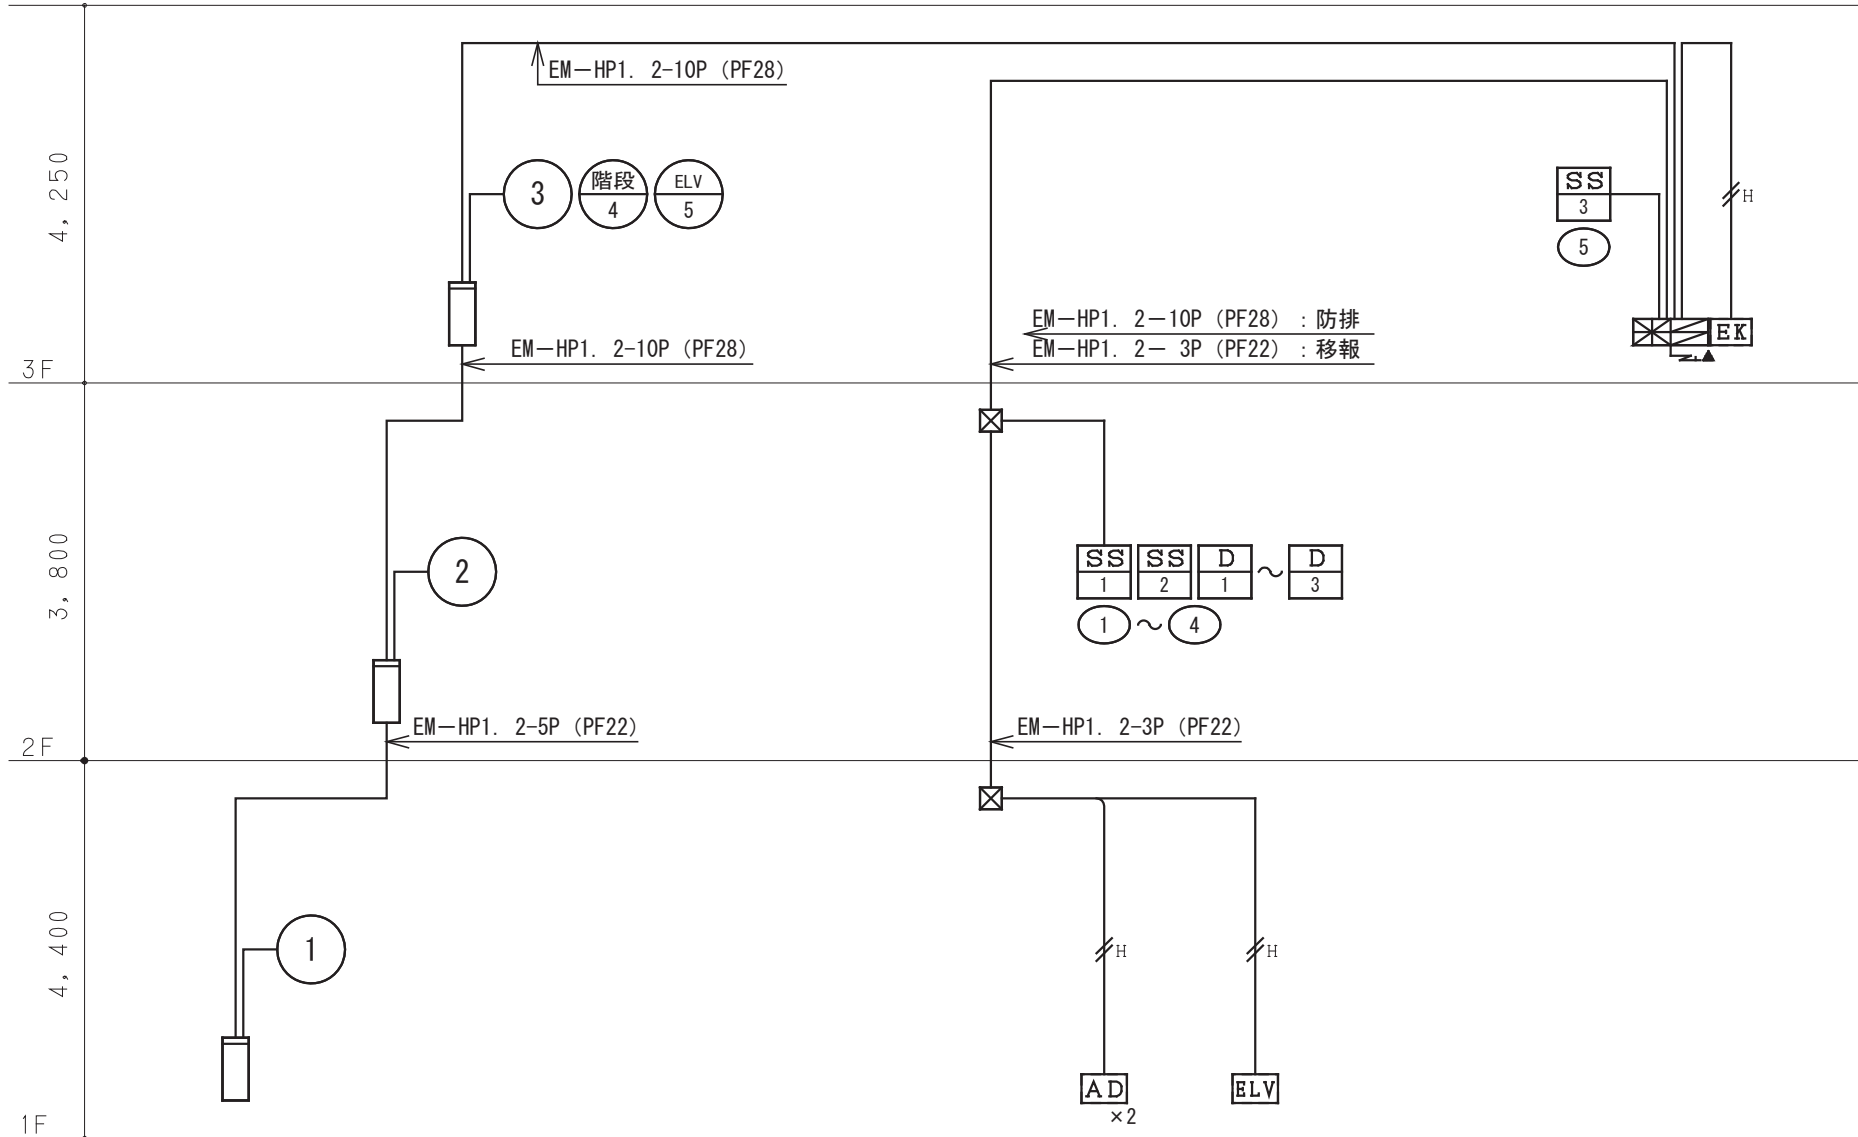 EM－HP1. 2-10P (PF28)
4, 250
3
階段
4
ELV
5
SS
3
5
H
EM－HP1. 2－10P (PF28) : 防排
EM－HP1. 2－ 3P (PF22) : 移報
EM－HP1. 2-10P (PF28)
EK
3F
3, 800
2
SS
1
SS
2
D
1
～
D
3
1 ～ 4
EM－HP1. 2-5P (PF22)
EM－HP1. 2-3P (PF22)
2F
4, 400
1
H
H
AD
×2
ELV
1F